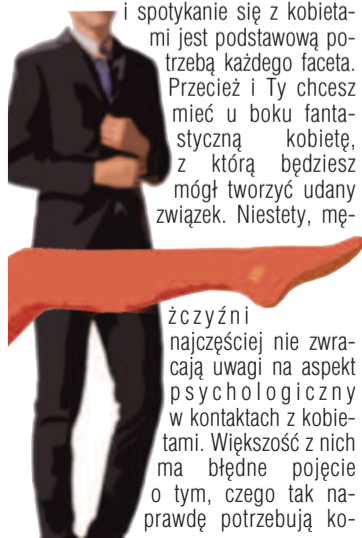 i spotykanie się z kobieta-
mi jest podstawową po-
trzebą każdego faceta.
Przecież i Ty chcesz
mieć u boku fanta-
styczną kobietę,
z którą będziesz
mógł tworzyć udany
związek. Niestety, mę-
żczyźni
najczęściej nie zwra-
cają uwagi na aspekt
psychologiczny
w kontaktach z kobie-
tami. Większość z nich
ma błędne pojęcie
o tym, czego tak na-
prawdę potrzebują ko-